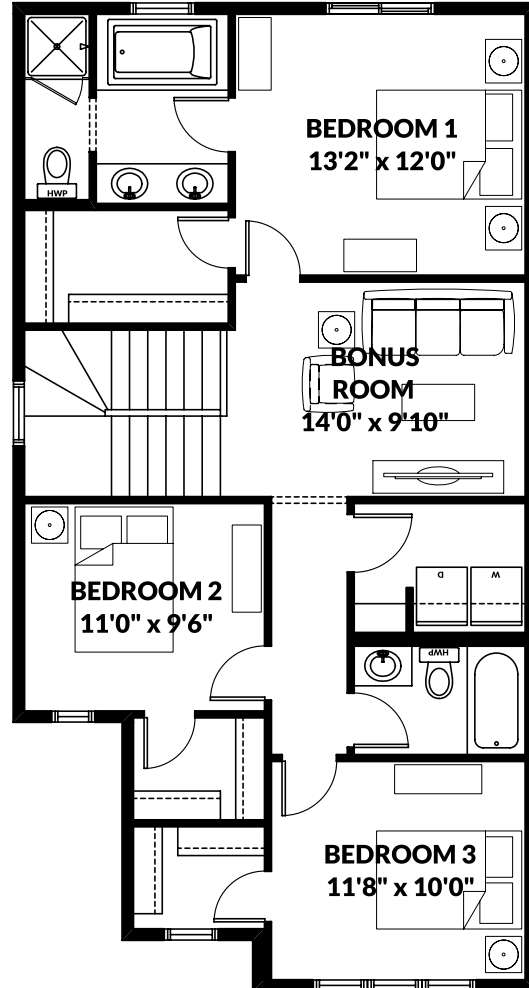 HWP
BEDROOM 1
13'2" x 12'0"
BONUS
ROOM
14'0" x 9'10"
BEDROOM 2
11'0" x 9'6"
D
W
HWP
BEDROOM 3
11'8" x 10'0"